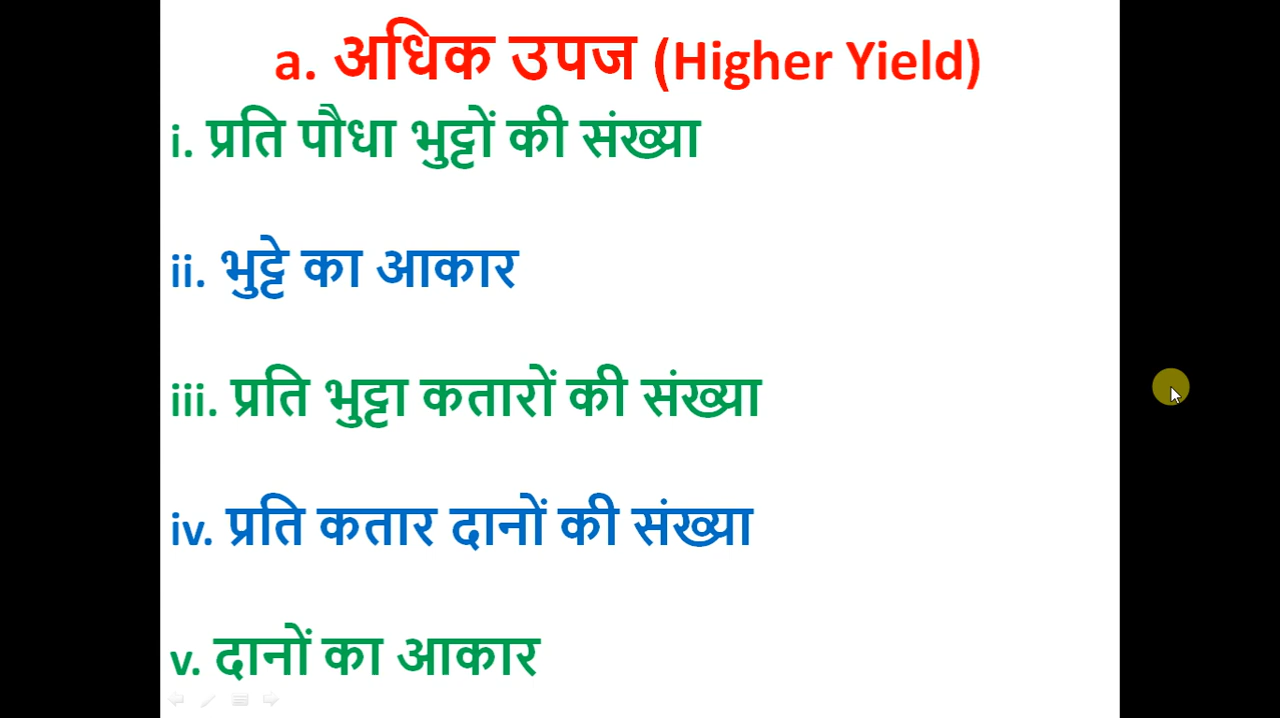 a. अधिक उपज (Higher Yield)
i. प्रति पौधा भुट्टों की संख्या
ii. भुट्टे का आकार
iii. प्रति भुट्टा कतारों की संख्या
iv. प्रति कतार दानों की संख्या
v. दानों का आकार